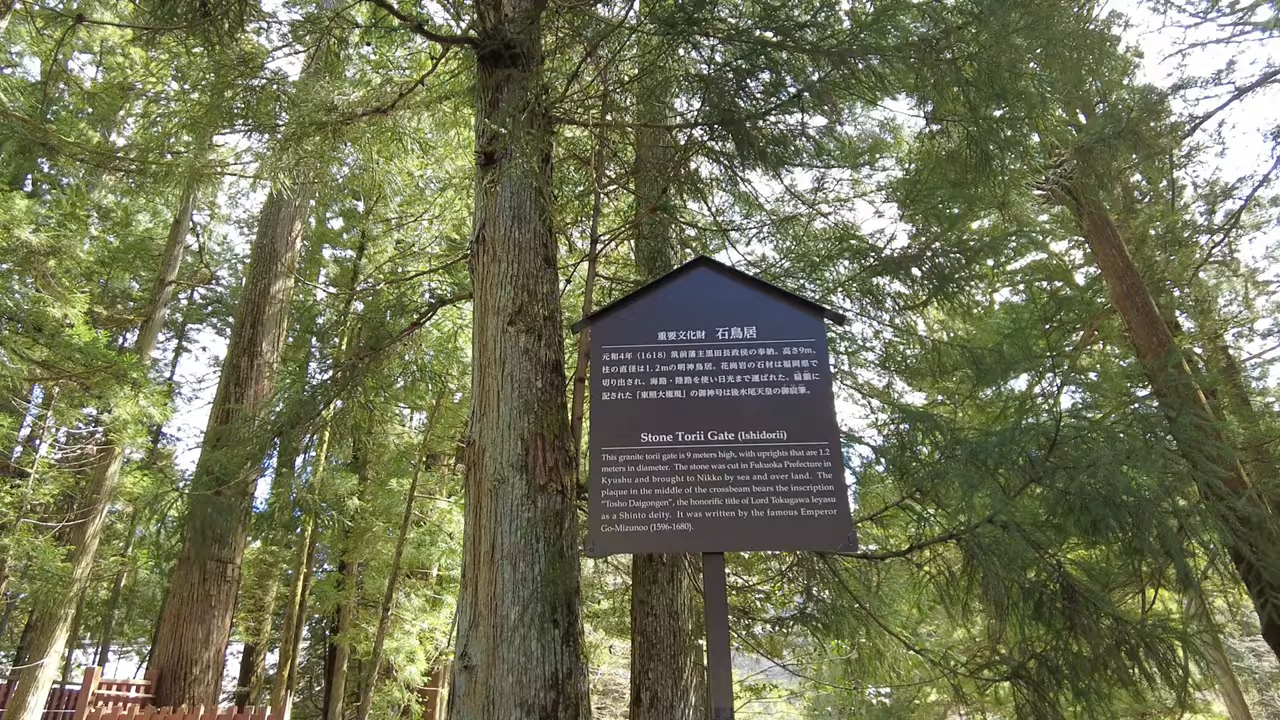 重要文化財 石鳥居
元和4年（1618）筑前藩主黒田長政侯の奉納。高さ9m、
柱の直径は1.2mの明神鳥居。花崗岩の石材は福岡県で
切り出され、海路・陸路を使い日光まで運ばれた。扁額に
記された「東照大権現」の御神号は後水尾天皇の御宸筆。
Stone Torii Gate (Ishidorii)
This granite torii gate is 9 meters high, with uprights that are 1.2
meters in diameter. The stone was cut in Fukuoka Prefecture in
Kyushu and brought to Nikko by sea and over land. The
plaque in the middle of the crossbeam bears the inscription
"Tosho Daigongen", the honorific title of Lord Tokugawa Ieyasu
as a Shinto deity. It was written by the famous Emperor
Go-Mizunoo (1596-1680).